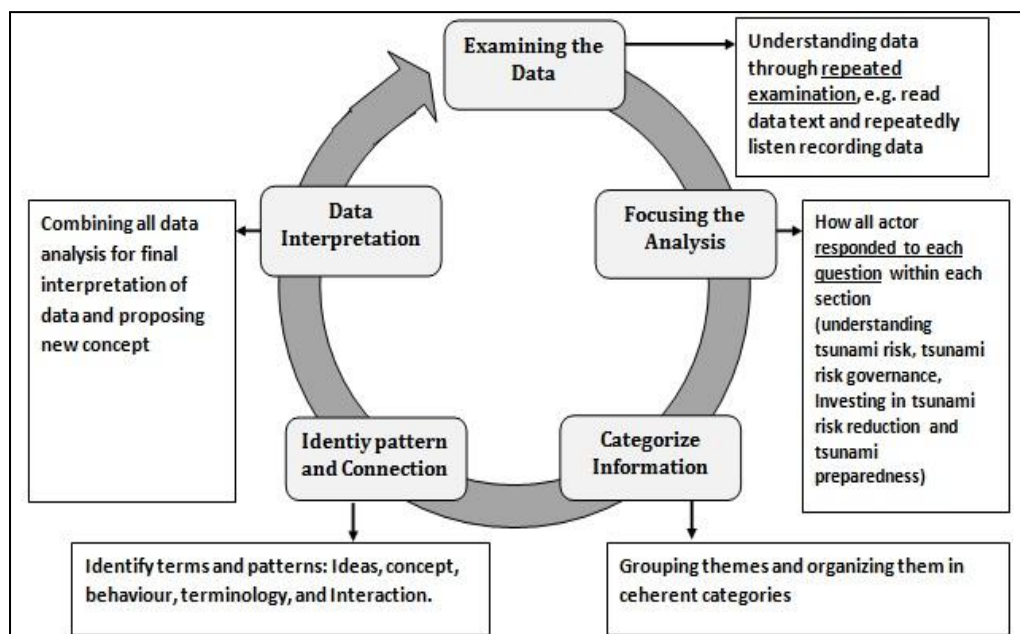 Examining the
Data
Understanding data
through repeated
examination, e.g. read
data text and repeatedly
listen recording data
Focusing the
Analysis
How all actor
responded to each
question within each
section
(understanding
tsunami risk, tsunami
risk governance,
Investing in tsunami
risk reduction and
tsunami
preparedness)
Categorize
Information
Grouping themes and organizing them in
ceherent categories
Identiy pattern
and Connection
Identify terms and patterns: Ideas, concept,
behaviour, terminology, and Interaction.
Data
Interpretation
Combining all data
analysis for final
interpretation of
data and proposing
new concept